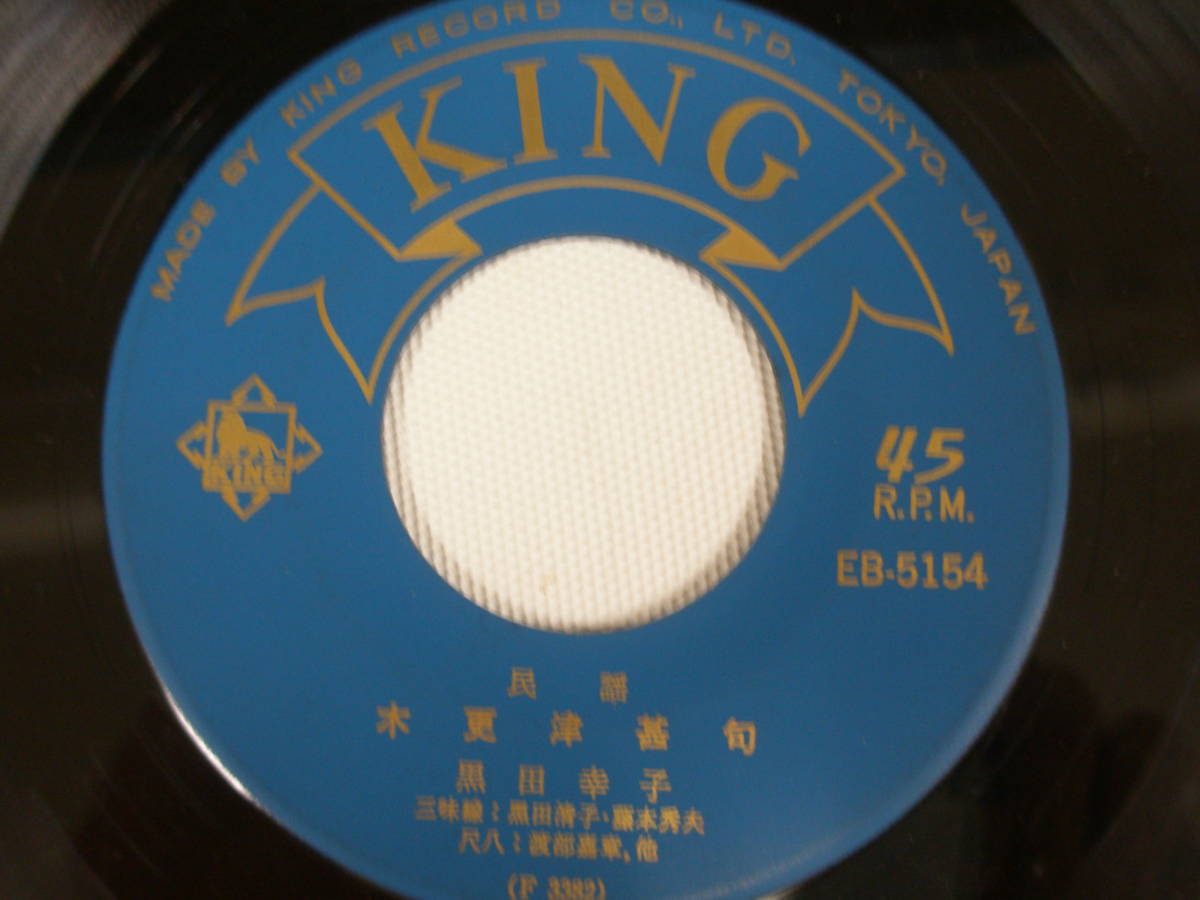 MADE BY KING RECORD CO., LTD. TOKYO, JAPAN
KING
KING
45
R.P.M.
EB-5154
民謡
木更津甚句
黒田幸子
三味線:黒田清子・藤本秀夫
尺八:渡部嘉章。他
(F 3382)